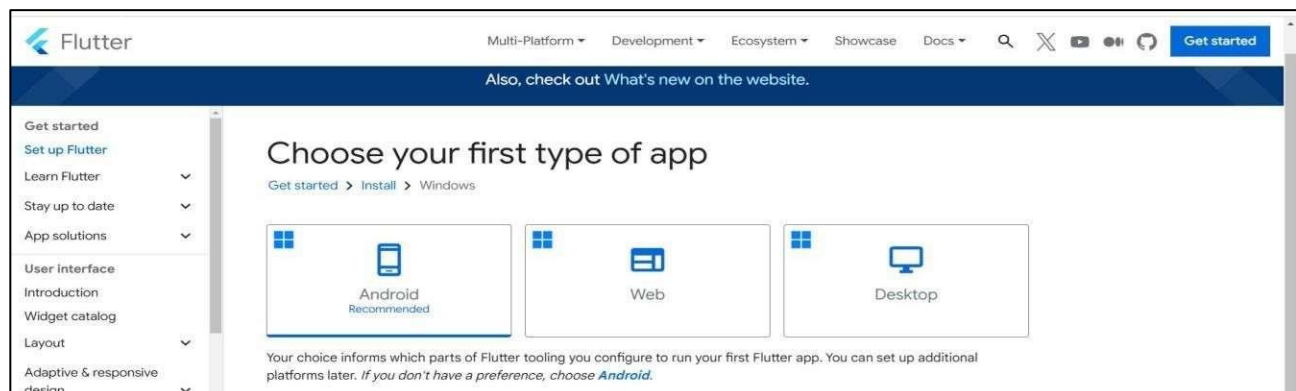 Flutter
Multi-Platform Development Ecosystem Showcase Docs Get started
Also, check out What's new on the website.
Get started
Set up Flutter
Learn Flutter
Stay up to date
App solutions
User interface
Introduction
Widget catalog
Layout
Adaptive & responsive
design
Choose your first type of app
Get started > Install > Windows
Android
Recommended
Web
Desktop
Your choice informs which parts of Flutter tooling you configure to run your first Flutter app. You can set up additional
platforms later. If you don't have a preference, choose Android.